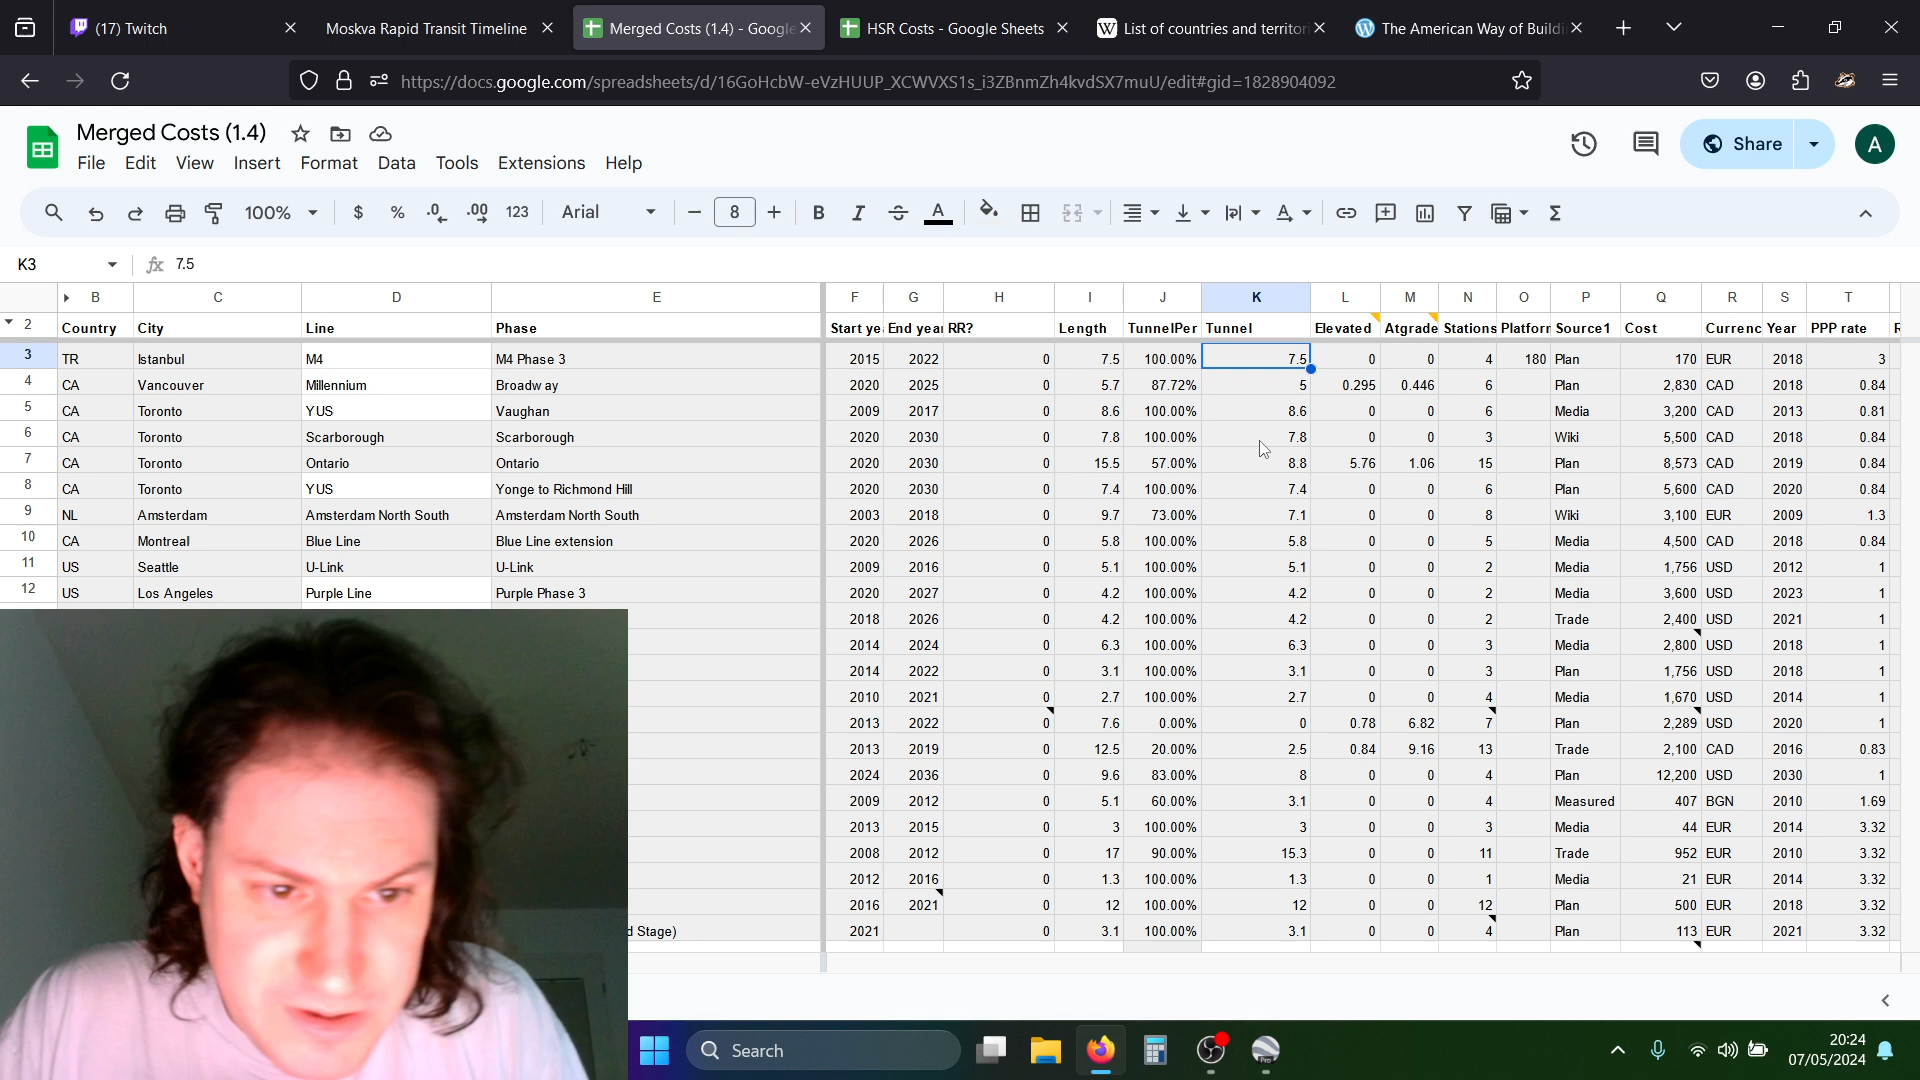 (17) Twitch
Moskva Rapid Transit Timeline
Merged Costs (1.4) - Google
HSR Costs - Google Sheets
List of countries and territori
The American Way of Buildi
https://docs.google.com/spreadsheets/d/16GoHcbW-eVzHUUP_XCWVXS1s_i3ZBnmZh4kvdSX7muU/edit#gid=1828904092
Merged Costs (1.4)
Share
A
File Edit View Insert Format Data Tools Extensions Help
100% $ % .0 .00 123 Arial 8 B I A
K3 fx 7.5
B C D E F G H I J K L M N O P Q R S T
2 Country City Line Phase Start yea End year RR? Length TunnelPer Tunnel Elevated Atgrade Stations Platforn Source1 Cost Currenc Year PPP rate R
3 TR Istanbul M4 M4 Phase 3 2015 2022 0 7.5 100.00% 7.5 0 0 4 180 Plan 170 EUR 2018 3
4 CA Vancouver Millennium Broadway 2020 2025 0 5.7 87.72% 5 0.295 0.446 6 Plan 2,830 CAD 2018 0.84
5 CA Toronto YUS Vaughan 2009 2017 0 8.6 100.00% 8.6 0 0 6 Media 3,200 CAD 2013 0.81
6 CA Toronto Scarborough Scarborough 2020 2030 0 7.8 100.00% 7.8 0 0 3 Wiki 5,500 CAD 2018 0.84
7 CA Toronto Ontario Ontario 2020 2030 0 15.5 57.00% 8.8 5.76 1.06 15 Plan 8,573 CAD 2019 0.84
8 CA Toronto YUS Yonge to Richmond Hill 2020 2030 0 7.4 100.00% 7.4 0 0 6 Plan 5,600 CAD 2020 0.84
9 NL Amsterdam Amsterdam North South Amsterdam North South 2003 2018 0 9.7 73.00% 7.1 0 0 8 Wiki 3,100 EUR 2009 1.3
10 CA Montreal Blue Line Blue Line extension 2020 2026 0 5.8 100.00% 5.8 0 0 5 Media 4,500 CAD 2018 0.84
11 US Seattle U-Link U-Link 2009 2016 0 5.1 100.00% 5.1 0 0 2 Media 1,756 USD 2012 1
12 US Los Angeles Purple Line Purple Phase 3 2020 2027 0 4.2 100.00% 4.2 0 0 2 Media 3,600 USD 2023 1
2018 2026 0 4.2 100.00% 4.2 0 0 2 Trade 2,400 USD 2021 1
2014 2024 0 6.3 100.00% 6.3 0 0 3 Media 2,800 USD 2018 1
2014 2022 0 3.1 100.00% 3.1 0 0 3 Plan 1,756 USD 2018 1
2010 2021 0 2.7 100.00% 2.7 0 0 4 Media 1,670 USD 2014 1
2013 2022 0 7.6 0.00% 0 0.78 6.82 7 Plan 2,289 USD 2020 1
2013 2019 0 12.5 20.00% 2.5 0.84 9.16 13 Trade 2,100 CAD 2016 0.83
2024 2036 0 9.6 83.00% 8 0 0 4 Plan 12,200 USD 2030 1
2009 2012 0 5.1 60.00% 3.1 0 0 4 Measured 407 BGN 2010 1.69
2013 2015 0 3 100.00% 3 0 0 3 Media 44 EUR 2014 3.32
2008 2012 0 17 90.00% 15.3 0 0 11 Trade 952 EUR 2010 3.32
2012 2016 0 1.3 100.00% 1.3 0 0 1 Media 21 EUR 2014 3.32
2016 2021 0 12 100.00% 12 0 0 12 Plan 500 EUR 2018 3.32
d Stage) 2021 0 3.1 100.00% 3.1 0 0 4 Plan 113 EUR 2021 3.32
Search
20:24
07/05/2024